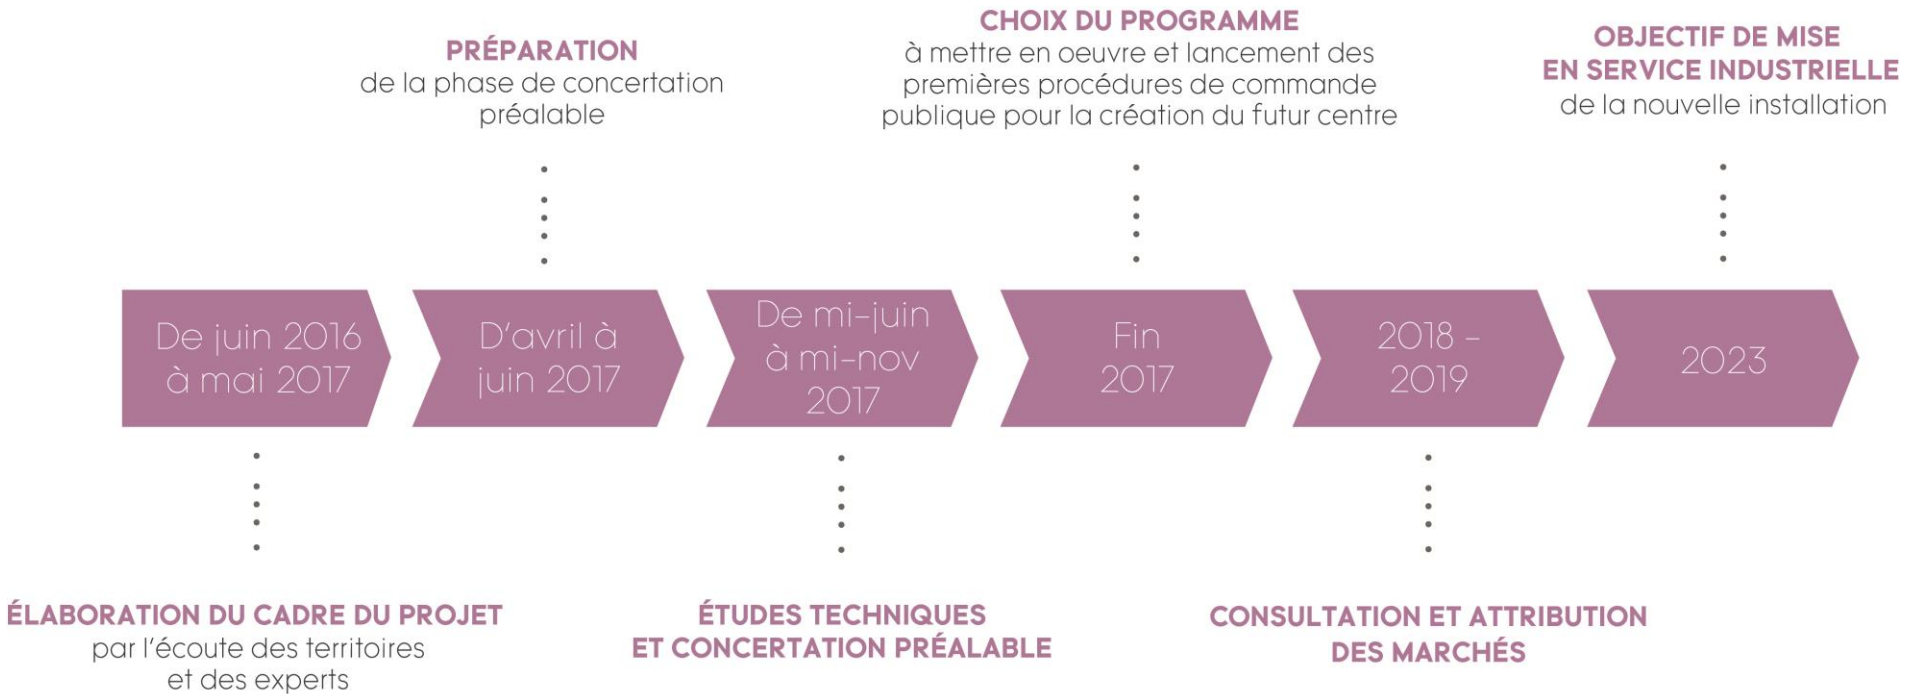 PRÉPARATION
de la phase de concertation
préalable
CHOIX DU PROGRAMME
à mettre en oeuvre et lancement des
premières procédures de commande
publique pour la création du futur centre
OBJECTIF DE MISE
EN SERVICE INDUSTRIELLE
de la nouvelle installation
De juin 2016
à mai 2017
D'avril à
juin 2017
De mi-juin
à mi-nov
2017
Fin
2017
2018 -
2019
2023
ÉLABORATION DU CADRE DU PROJET
par l'écoute des territoires
et des experts
ÉTUDES TECHNIQUES
ET CONCERTATION PRÉALABLE
CONSULTATION ET ATTRIBUTION
DES MARCHÉS